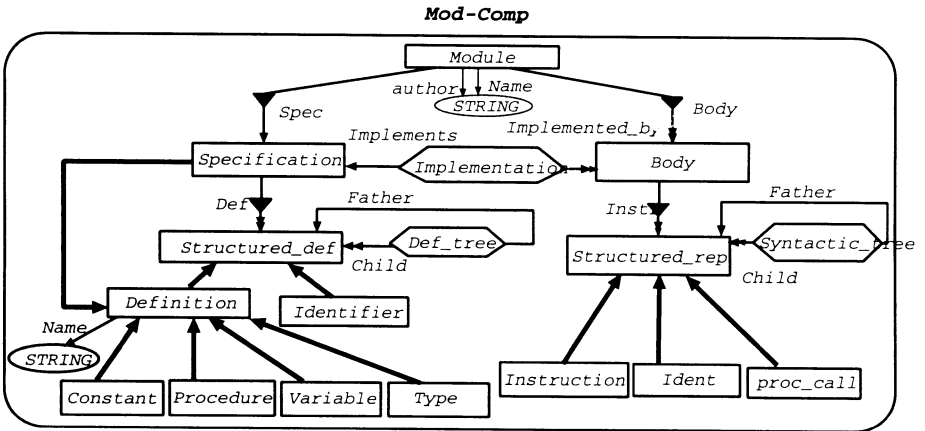 Mod-Comp
Module
author
Name
STRING
Spec
Body
Implements
Implemented_b,
Specification
Implementation
Body
Def
Father
Inst
Father
Structured_def
Def_tree
Structured_rep
Syntactic_tree
Child
Child
Definition
Identifier
Name
STRING
Constant
Procedure
Variable
Type
Instruction
Ident
proc_call